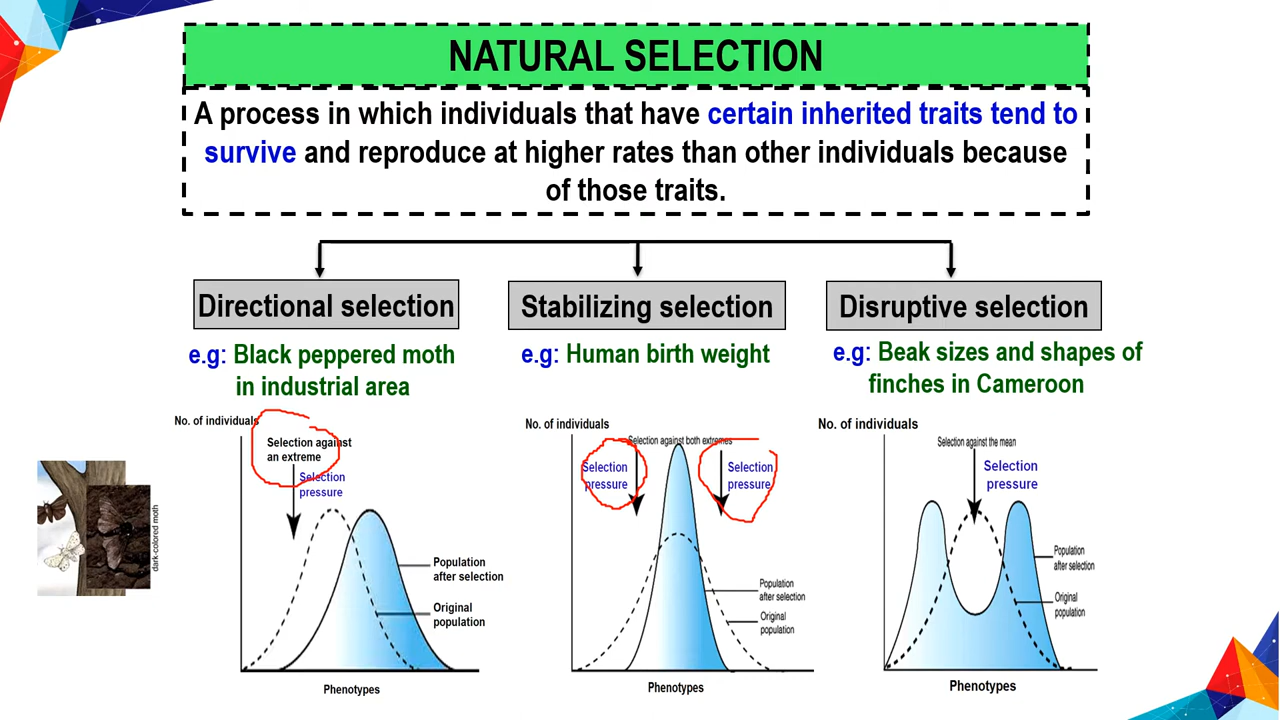 NATURAL SELECTION
A process in which individuals that have certain inherited traits tend to
survive and reproduce at higher rates than other individuals because
of those traits.
Directional selection
e.g: Black peppered moth
in industrial area
No. of individuals
Selection against
an extreme
Selection
pressure
Population
after selection
Original
population
Phenotypes
dark-colored moth
Stabilizing selection
e.g: Human birth weight
No. of individuals
Selection against both extremes
Selection
pressure
Selection
pressure
Population
after selection
Original
population
Phenotypes
Disruptive selection
e.g: Beak sizes and shapes of
finches in Cameroon
No. of individuals
Selection against the mean
Selection
pressure
Population
after selection
Original
population
Phenotypes